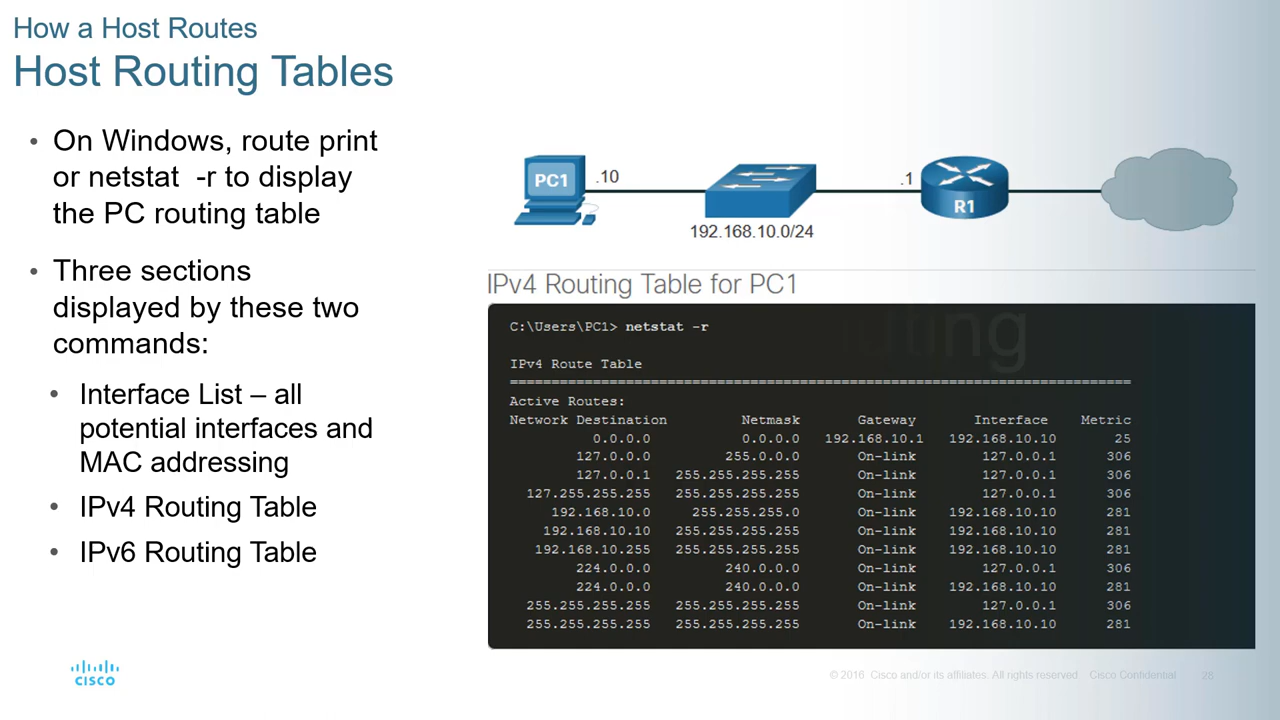 How a Host Routes
Host Routing Tables
• On Windows, route print
or netstat -r to display
the PC routing table
• Three sections
displayed by these two
commands:
• Interface List – all
potential interfaces and
MAC addressing
• IPv4 Routing Table
• IPv6 Routing Table
PC1 .10 .1 R1
192.168.10.0/24
IPv4 Routing Table for PC1
C:\Users\PC1> netstat -r
IPv4 Route Table
===========================================================================
Active Routes:
Network Destination Netmask Gateway Interface Metric
0.0.0.0 0.0.0.0 192.168.10.1 192.168.10.10 25
127.0.0.0 255.0.0.0 On-link 127.0.0.1 306
127.0.0.1 255.255.255.255 On-link 127.0.0.1 306
127.255.255.255 255.255.255.255 On-link 127.0.0.1 306
192.168.10.0 255.255.255.0 On-link 192.168.10.10 281
192.168.10.10 255.255.255.255 On-link 192.168.10.10 281
192.168.10.255 255.255.255.255 On-link 192.168.10.10 281
224.0.0.0 240.0.0.0 On-link 127.0.0.1 306
224.0.0.0 240.0.0.0 On-link 192.168.10.10 281
255.255.255.255 255.255.255.255 On-link 127.0.0.1 306
255.255.255.255 255.255.255.255 On-link 192.168.10.10 281
CISCO
© 2016 Cisco and/or its affiliates. All rights reserved Cisco Confidential 28